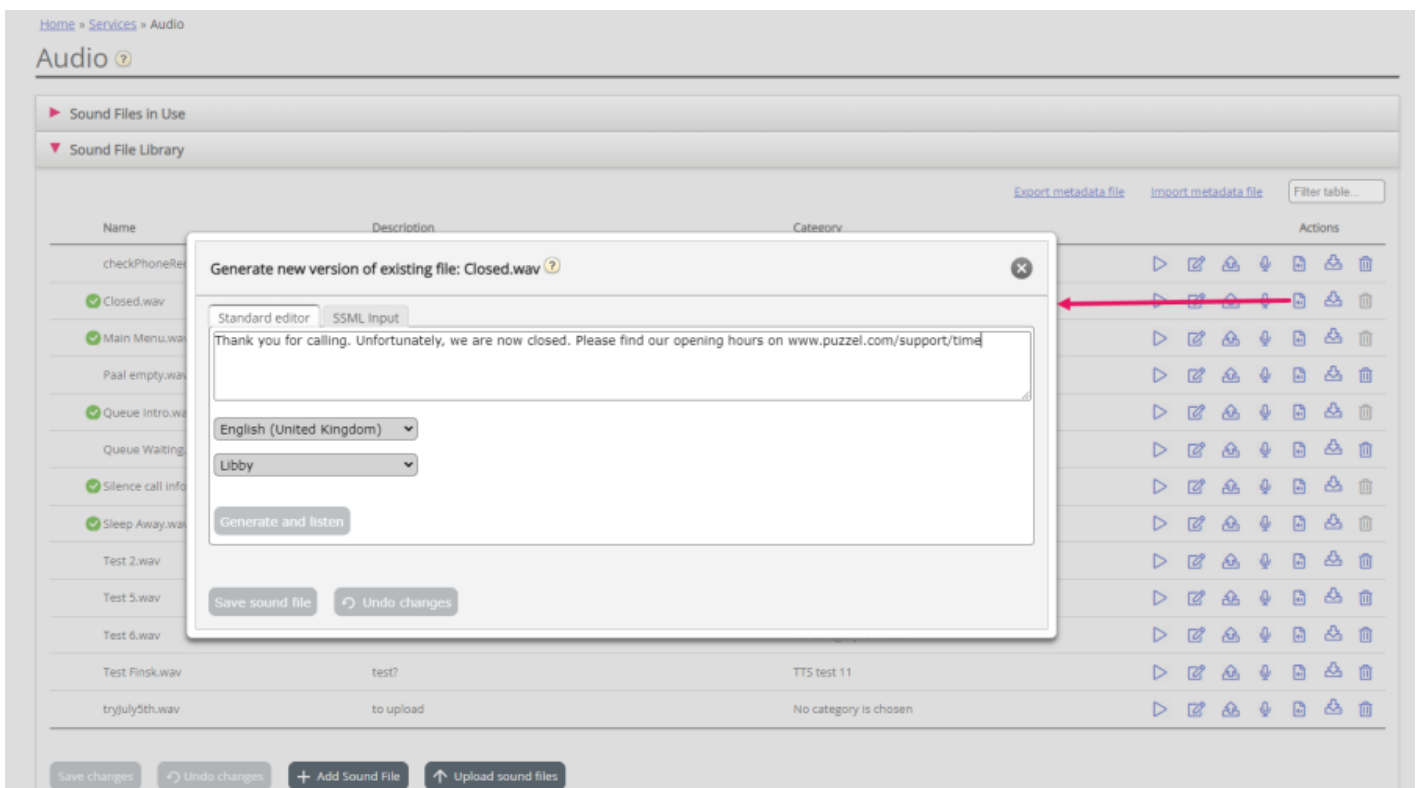 Home » Services » Audio
Audio ?
Sound Files in Use
Sound File Library
Export metadata file Import metadata file Filter table...
Name Description Category Actions
checkPhoneRec
Closed.wav
Main Menu.wav
Paal empty.wav
Queue Intro.wa
Queue Waiting.
Silence call info
Sleep Away.wav
Test 2.wav
Test 5.wav
Test 6.wav
Generate new version of existing file: Closed.wav ?
Standard editor SSML Input
Thank you for calling. Unfortunately, we are now closed. Please find our opening hours on www.puzzel.com/support/time
English (United Kingdom)
Libby
Generate and listen
Save sound file Undo changes
Test Finsk.wav test? TTS test 11
tryJuly5th.wav to upload No category is chosen
Save changes Undo changes + Add Sound File Upload sound files